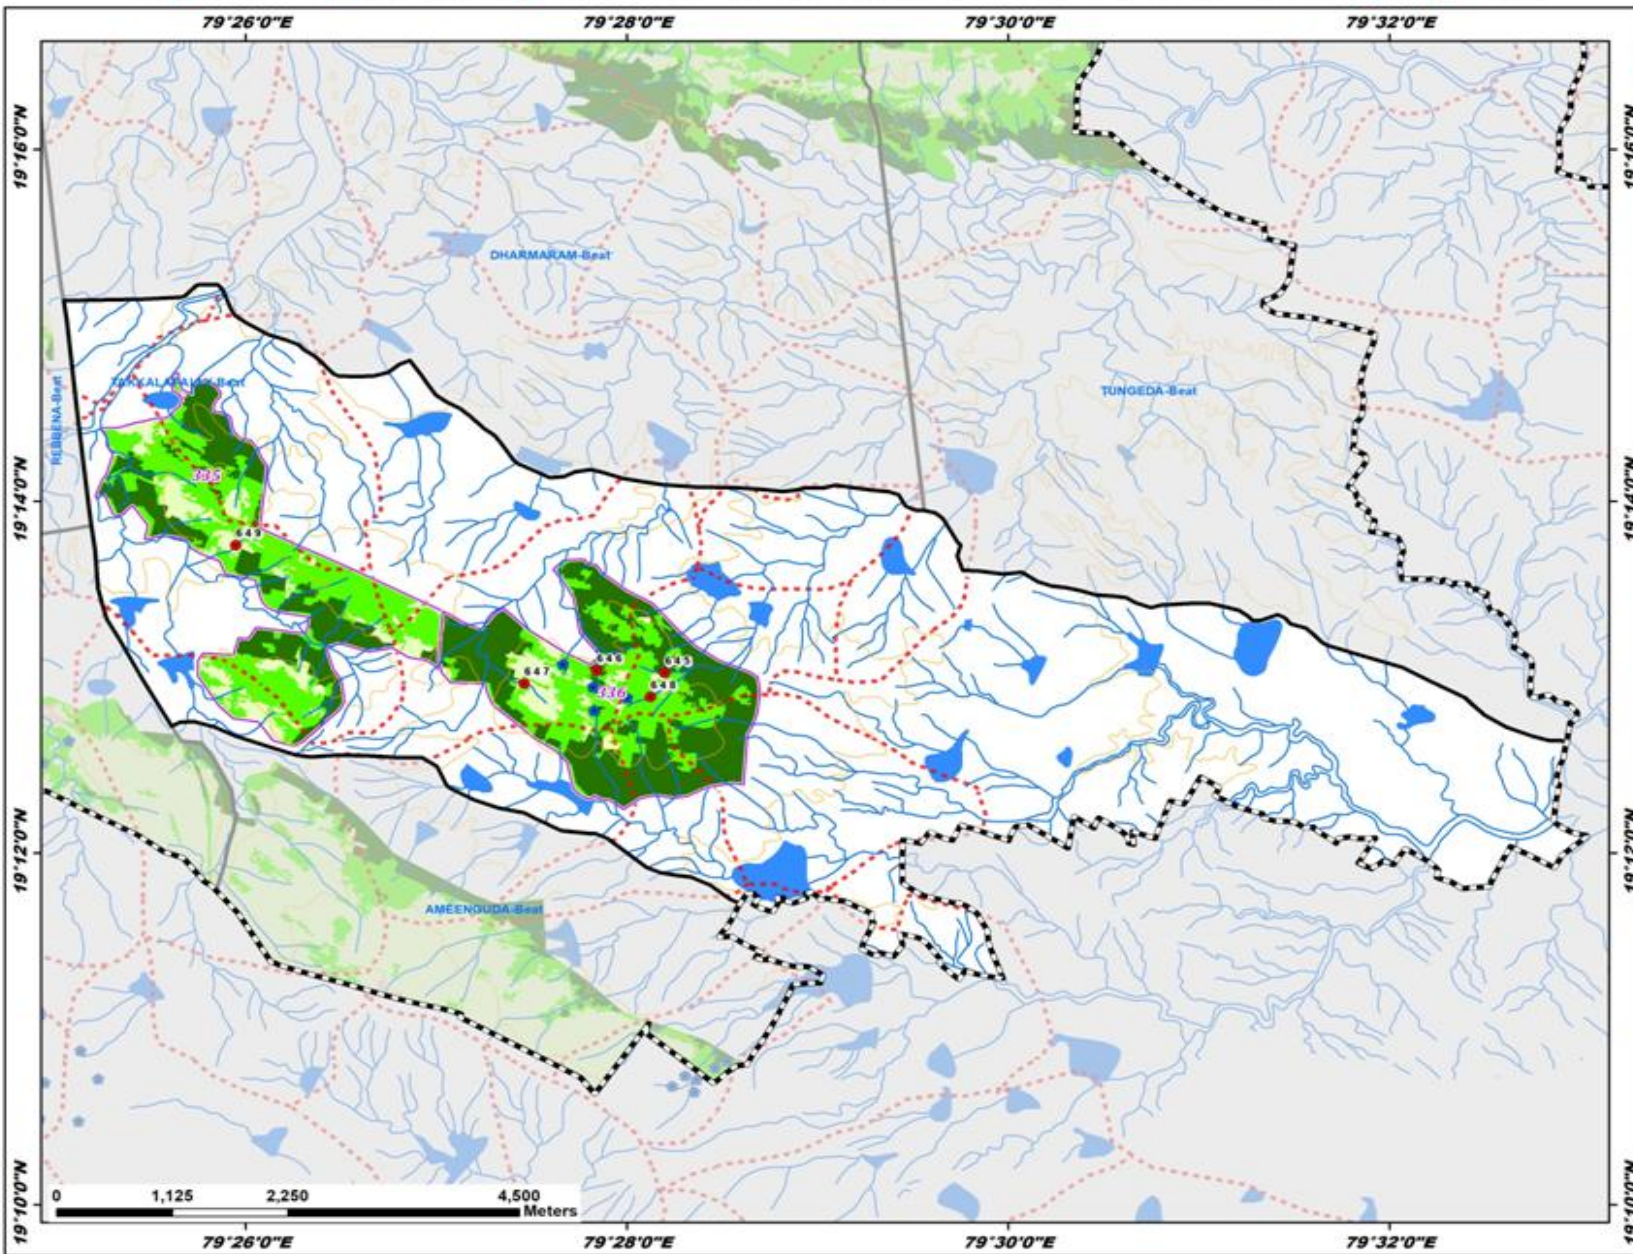 79°26'0"E 79°28'0"E 79°30'0"E 79°32'0"E
19°16'0"N
19°16'0"N
DHARMARAM-Beat
TUNGEDA-Beat
REBBENA-Beat
335
19°14'0"N
19°14'0"N
649
646
645
647
648
336
19°12'0"N
19°12'0"N
AMEENGUDA-Beat
19°10'0"N
19°10'0"N
0 1,125 2,250 4,500
Meters
79°26'0"E 79°28'0"E 79°30'0"E 79°32'0"E